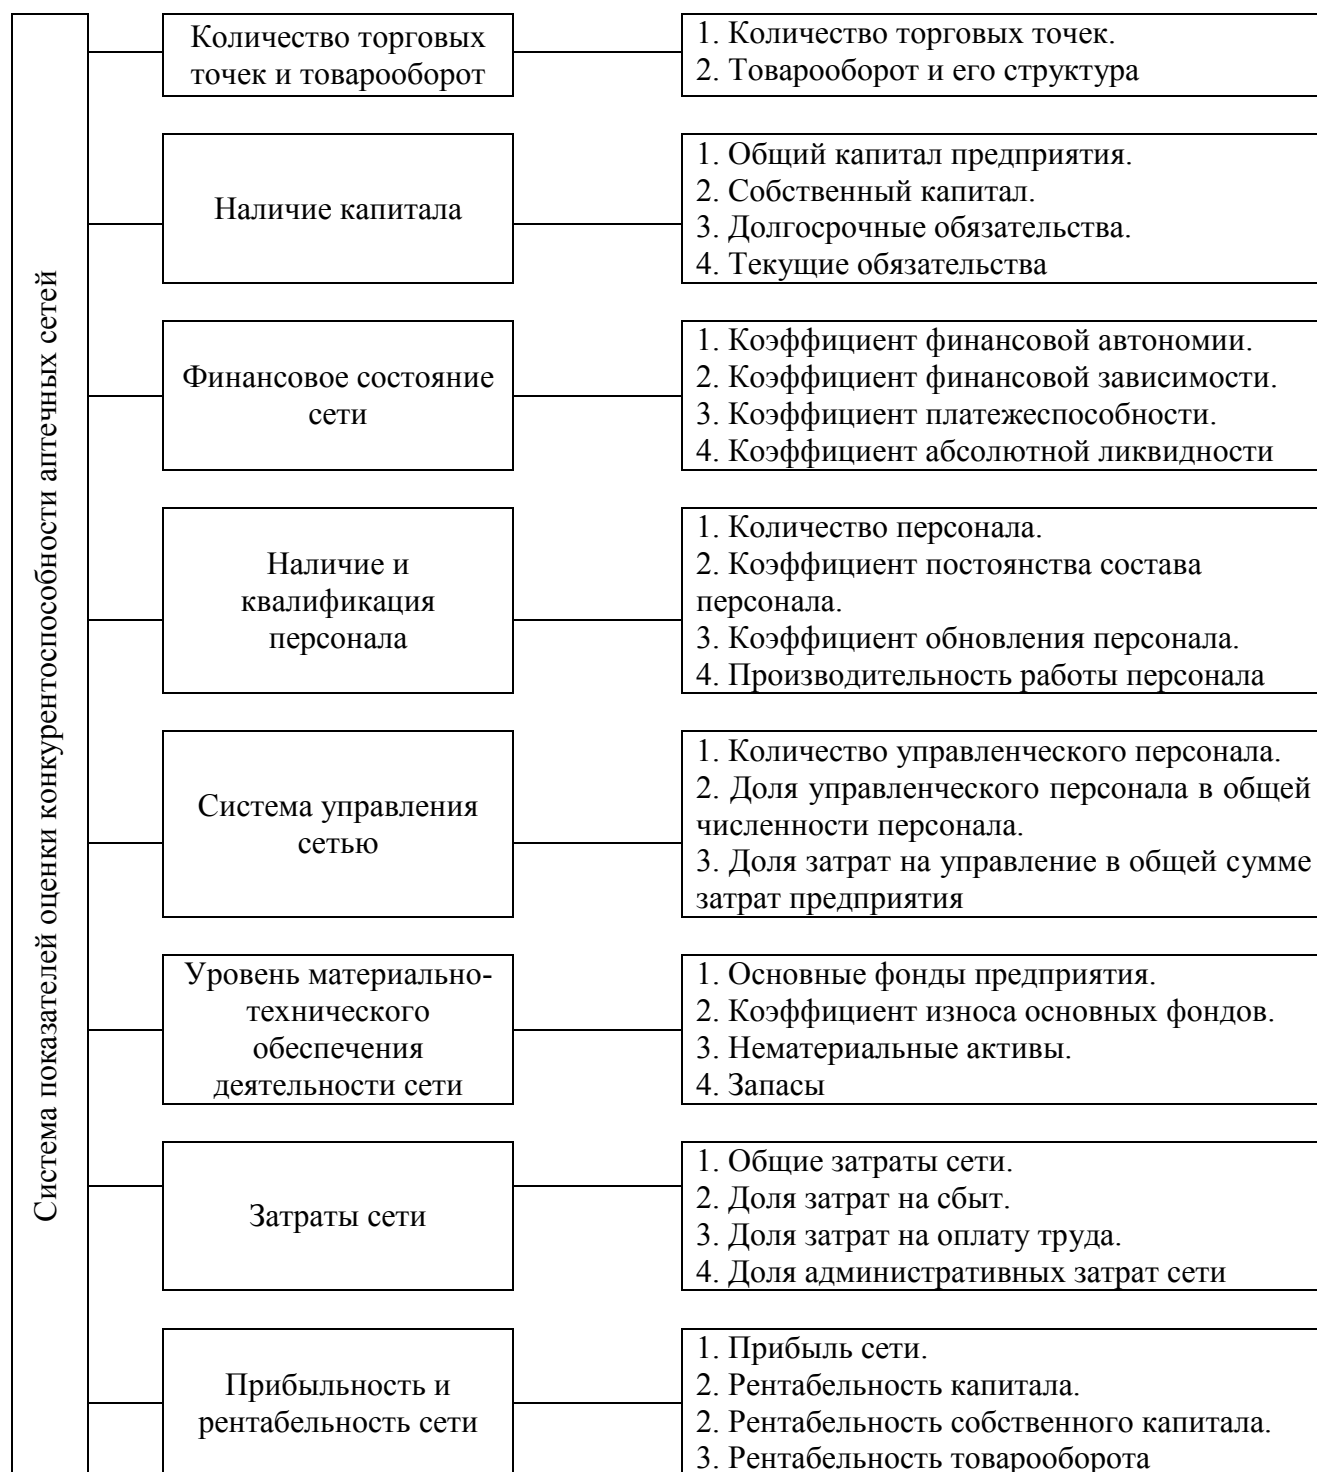 Система показателей оценки конкурентоспособности аптечных сетей
Количество торговых
точек и товарооборот
1. Количество торговых точек.
2. Товарооборот и его структура
Наличие капитала
1. Общий капитал предприятия.
2. Собственный капитал.
3. Долгосрочные обязательства.
4. Текущие обязательства
Финансовое состояние
сети
1. Коэффициент финансовой автономии.
2. Коэффициент финансовой зависимости.
3. Коэффициент платежеспособности.
4. Коэффициент абсолютной ликвидности
Наличие и
квалификация
персонала
1. Количество персонала.
2. Коэффициент постоянства состава
персонала.
3. Коэффициент обновления персонала.
4. Производительность работы персонала
Система управления
сетью
1. Количество управленческого персонала.
2. Доля управленческого персонала в общей
численности персонала.
3. Доля затрат на управление в общей сумме
затрат предприятия
Уровень материально-
технического
обеспечения
деятельности сети
1. Основные фонды предприятия.
2. Коэффициент износа основных фондов.
3. Нематериальные активы.
4. Запасы
Затраты сети
1. Общие затраты сети.
2. Доля затрат на сбыт.
3. Доля затрат на оплату труда.
4. Доля административных затрат сети
Прибыльность и
рентабельность сети
1. Прибыль сети.
2. Рентабельность капитала.
2. Рентабельность собственного капитала.
3. Рентабельность товарооборота